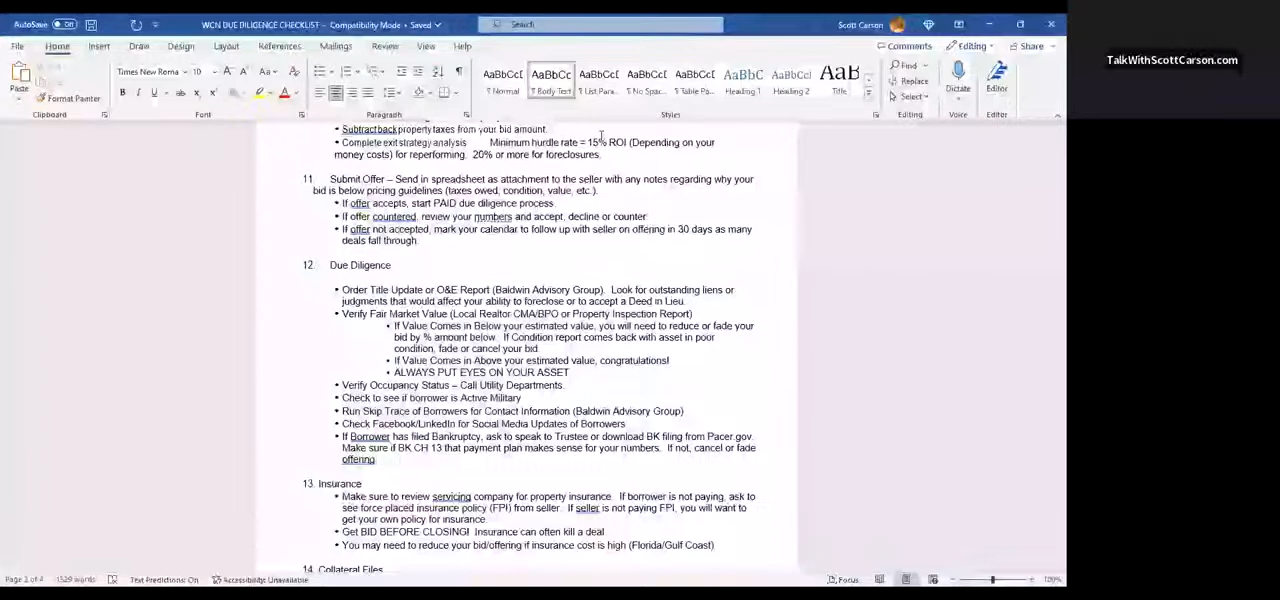 AutoSave Off
WCN DUE DILIGENCE CHECKLIST - Compatibility Mode • Saved
Search
Scott Carson
TalkWithScottCarson.com
File Home Insert Draw Design Layout References Mailings Review View Help
Comments Editing Share
Paste
Format Painter
Times New Roma 10
Aa
AaBbCcI AaBbCc AaBbCcI AaBbCcI AaBbCcI AaBbC AaBbCcI AaB
¶ Normal ¶ Body Text ¶ List Para... ¶ No Spac... ¶ Table Pa... Heading 1 Heading 2 Title
Find
Replace
Select
Dictate
Editor
Clipboard Font Paragraph Styles Editing Voice Editor
• Subtract back property taxes from your bid amount.
• Complete exit strategy analysis Minimum hurdle rate = 15% ROI (Depending on your
money costs) for reperforming. 20% or more for foreclosures.
11. Submit Offer – Send in spreadsheet as attachment to the seller with any notes regarding why your
bid is below pricing guidelines (taxes owed, condition, value, etc.).
• If offer accepts, start PAID due diligence process.
• If offer countered, review your numbers and accept, decline or counter
• If offer not accepted, mark your calendar to follow up with seller on offering in 30 days as many
deals fall through.
12. Due Diligence
• Order Title Update or O&E Report (Baldwin Advisory Group). Look for outstanding liens or
judgments that would affect your ability to foreclose or to accept a Deed in Lieu.
• Verify Fair Market Value (Local Realtor CMA/BPO or Property Inspection Report)
• If Value Comes in Below your estimated value, you will need to reduce or fade your
bid by % amount below. If Condition report comes back with asset in poor
condition, fade or cancel your bid.
• If Value Comes in Above your estimated value, congratulations!
• ALWAYS PUT EYES ON YOUR ASSET
• Verify Occupancy Status – Call Utility Departments.
• Check to see if borrower is Active Military
• Run Skip Trace of Borrowers for Contact Information (Baldwin Advisory Group)
• Check Facebook/LinkedIn for Social Media Updates of Borrowers
• If Borrower has filed Bankruptcy, ask to speak to Trustee or download BK filing from Pacer.gov.
Make sure if BK CH 13 that payment plan makes sense for your numbers. If not, cancel or fade
offering
13. Insurance
• Make sure to review servicing company for property insurance. If borrower is not paying, ask to
see force placed insurance policy (FPI) from seller. If seller is not paying FPI, you will want to
get your own policy for insurance.
• Get BID BEFORE CLOSING! Insurance can often kill a deal
• You may need to reduce your bid/offering if insurance cost is high (Florida/Gulf Coast)
14. Collateral Files
1529 words Text Predictions: On Accessibility: Unavailable Focus 100%